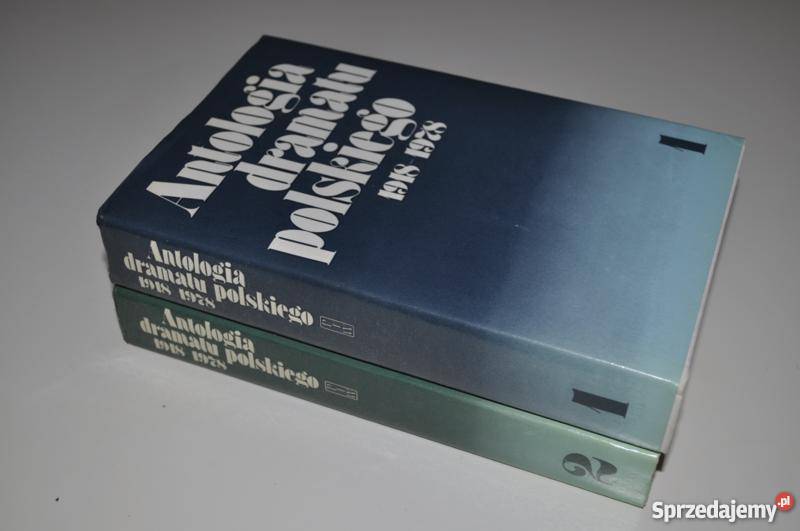 Antologia
dramatu
polskiego
1918-1978
1
Antologia
dramatu polskiego
1918 1978
1
Antologia
dramatu polskiego
1918 1978
2
Sprzedajemy.pl